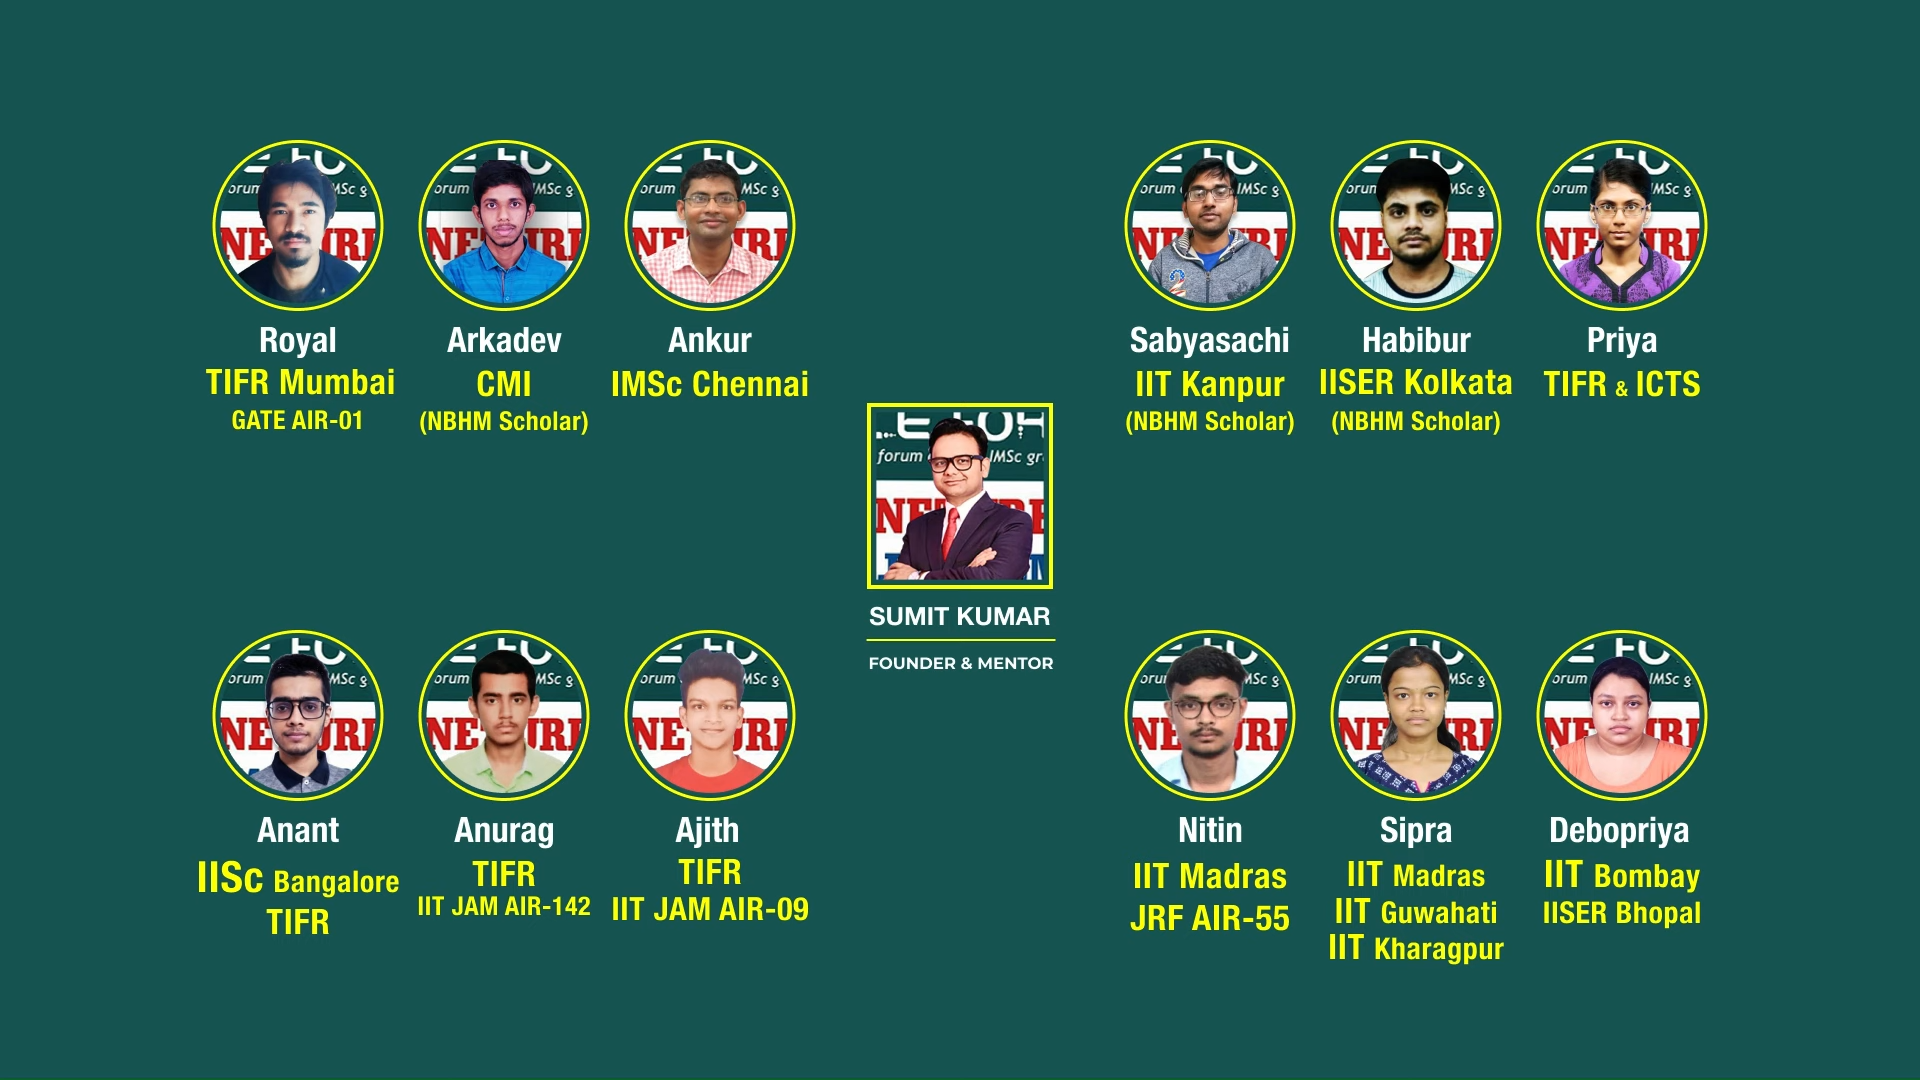 Royal
TIFR Mumbai
GATE AIR-01
Arkadev
CMI
(NBHM Scholar)
Ankur
IMSc Chennai
Sabyasachi
IIT Kanpur
(NBHM Scholar)
Habibur
IISER Kolkata
(NBHM Scholar)
Priya
TIFR & ICTS
forum
IMSc gr
SUMIT KUMAR
FOUNDER & MENTOR
Anant
IISc Bangalore
TIFR
Anurag
TIFR
IIT JAM AIR-142
Ajith
TIFR
IIT JAM AIR-09
Nitin
IIT Madras
JRF AIR-55
Sipra
IIT Madras
IIT Guwahati
IIT Kharagpur
Debopriya
IIT Bombay
IISER Bhopal